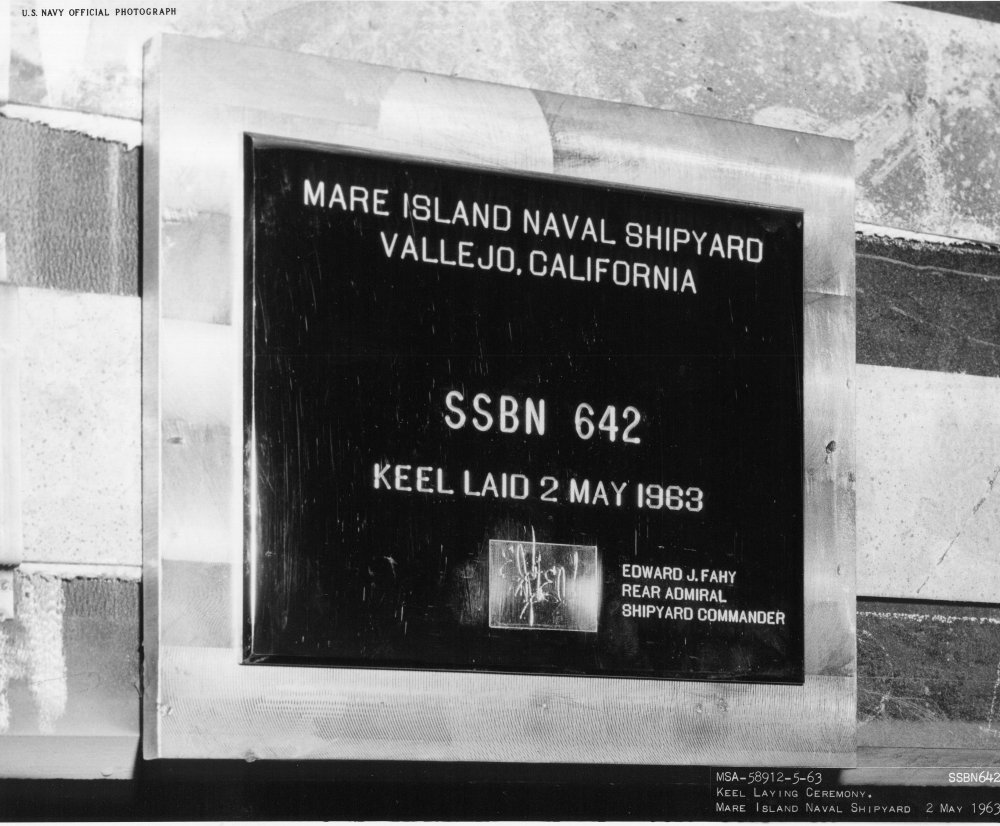 U.S. NAVY OFFICIAL PHOTOGRAPH
MARE ISLAND NAVAL SHIPYARD
VALLEJO, CALIFORNIA
SSBN 642
KEEL LAID 2 MAY 1963
EDWARD J. FAHY
REAR ADMIRAL
SHIPYARD COMMANDER
MSA-58912-5-63 SSBN642
KEEL LAYING CEREMONY.
MARE ISLAND NAVAL SHIPYARD 2 MAY 1963